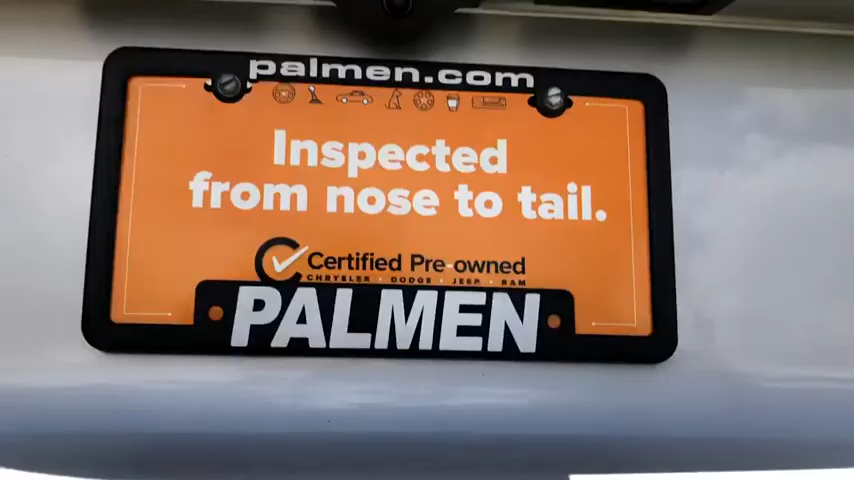 palmen.com
Inspected
from nose to tail.
Certified Pre-owned
CHRYSLER • DODGE • JEEP • RAM
PALMEN